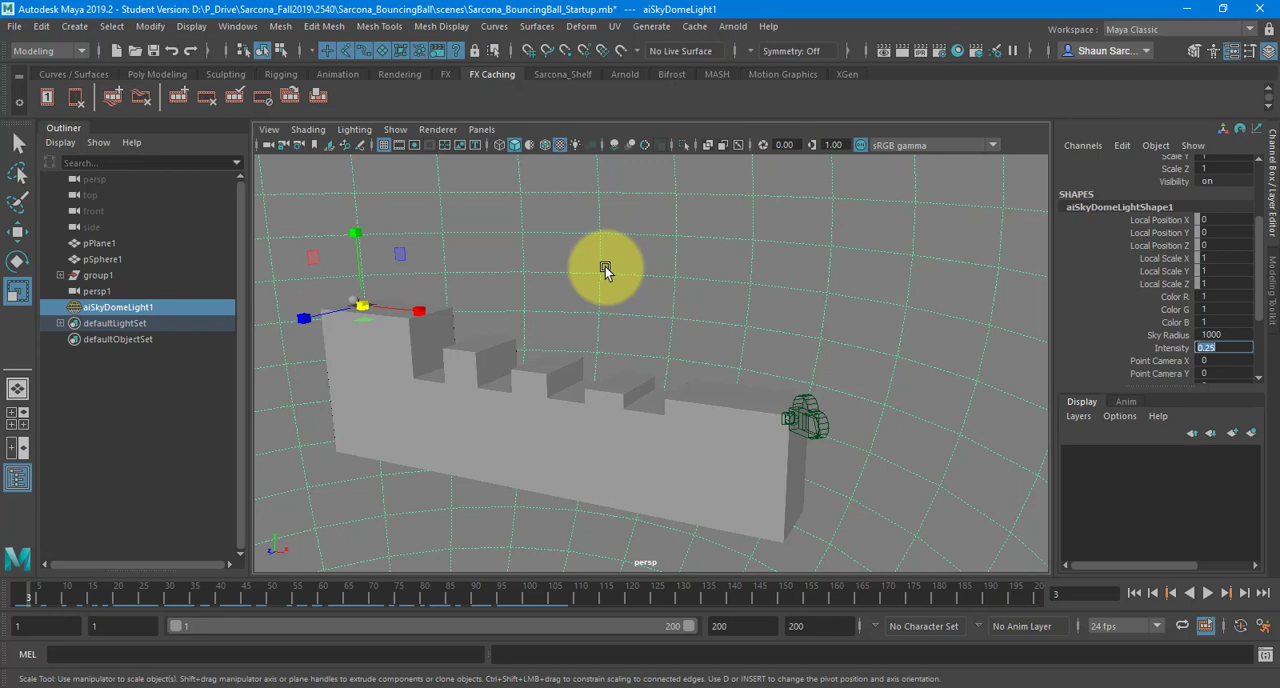 Autodesk Maya 2019.2 - Student Version: D:\P_Drive\Sarcona_Fall2019\2540\Sarcona_BouncingBall\scenes\Sarcona_BouncingBall_Startup.mb* --- aiSkyDomeLight1
File Edit Create Select Modify Display Windows Mesh Edit Mesh Mesh Tools Mesh Display Curves Surfaces Deform UV Generate Cache Arnold Help
Workspace : Maya Classic
Modeling No Live Surface Symmetry: Off Shaun Sarc...
Curves / Surfaces Poly Modeling Sculpting Rigging Animation Rendering FX FX Caching Sarcona_Shelf Arnold Bifrost MASH Motion Graphics XGen
Outliner
Display Show Help
Search...
persp
top
front
side
pPlane1
pSphere1
group1
persp1
aiSkyDomeLight1
defaultLightSet
defaultObjectSet
View Shading Lighting Show Renderer Panels
0.00 1.00 sRGB gamma
persp
Channels Edit Object Show
Scale Y 1
Scale Z 1
Visibility on
SHAPES
aiSkyDomeLightShape1
Local Position X 0
Local Position Y 0
Local Position Z 0
Local Scale X 1
Local Scale Y 1
Local Scale Z 1
Color R 1
Color G 1
Color B 1
Sky Radius 1000
Intensity 0.25
Point Camera X 0
Point Camera Y 0
Display Anim
Layers Options Help
Channel Box / Layer Editor
Modeling Toolkit
5 10 15 20 25 30 35 40 45 50 55 60 65 70 75 80 85 90 95 100 105 110 115 120 125 130 135 140 145 150 155 160 165 170 175 180 185 190 195 20
3
3
1 1 1 200 200 200 No Character Set No Anim Layer 24 fps
MEL
Scale Tool: Use manipulator to scale object(s). Shift+drag manipulator axis or plane handles to extrude components or clone objects. Ctrl+Shift+LMB+drag to constrain scaling to connected edges. Use D or INSERT to change the pivot position and axis orientation.